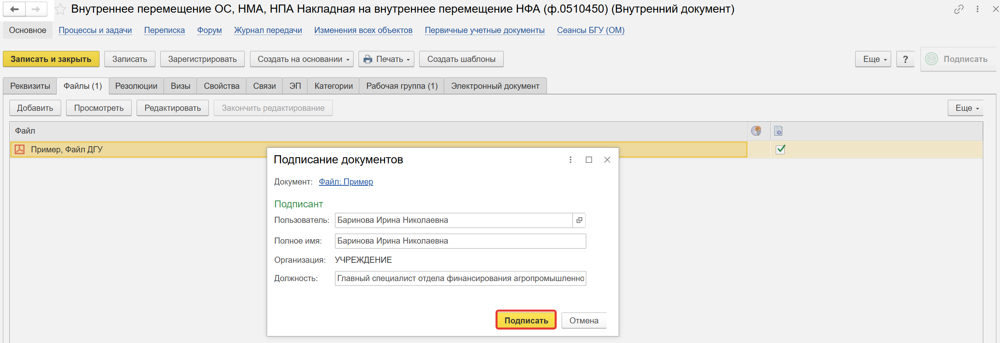 Внутреннее перемещение ОС, НМА, НПА Накладная на внутреннее перемещение НФА (ф.0510450) (Внутренний документ)
Основное Процессы и задачи Переписка Форум Журнал передачи Изменения всех объектов Первичные учетные документы Сеансы БГУ (ОМ)
Записать и закрыть Записать Зарегистрировать Создать на основании Печать Создать шаблоны Еще ? Подписать
Реквизиты Файлы (1) Резолюции Визы Свойства Связи ЭП Категории Рабочая группа (1) Электронный документ
Добавить Просмотреть Редактировать Закончить редактирование Еще
Файл
Пример, Файл ДГУ
Подписание документов
Документ: Файл: Пример
Подписант
Пользователь: Баринова Ирина Николаевна
Полное имя: Баринова Ирина Николаевна
Организация: УЧРЕЖДЕНИЕ
Должность: Главный специалист отдела финансирования агропромышленно
Подписать Отмена